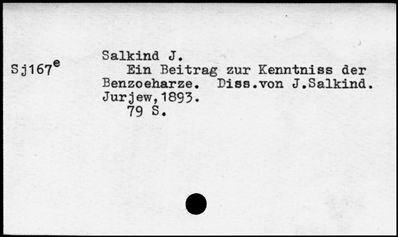 Salkind J.
Sj167e
Ein Beitrag zur Kenntniss der
Benzoeharze. Diss.von J.Salkind.
Jurjew,1893.
79 S.